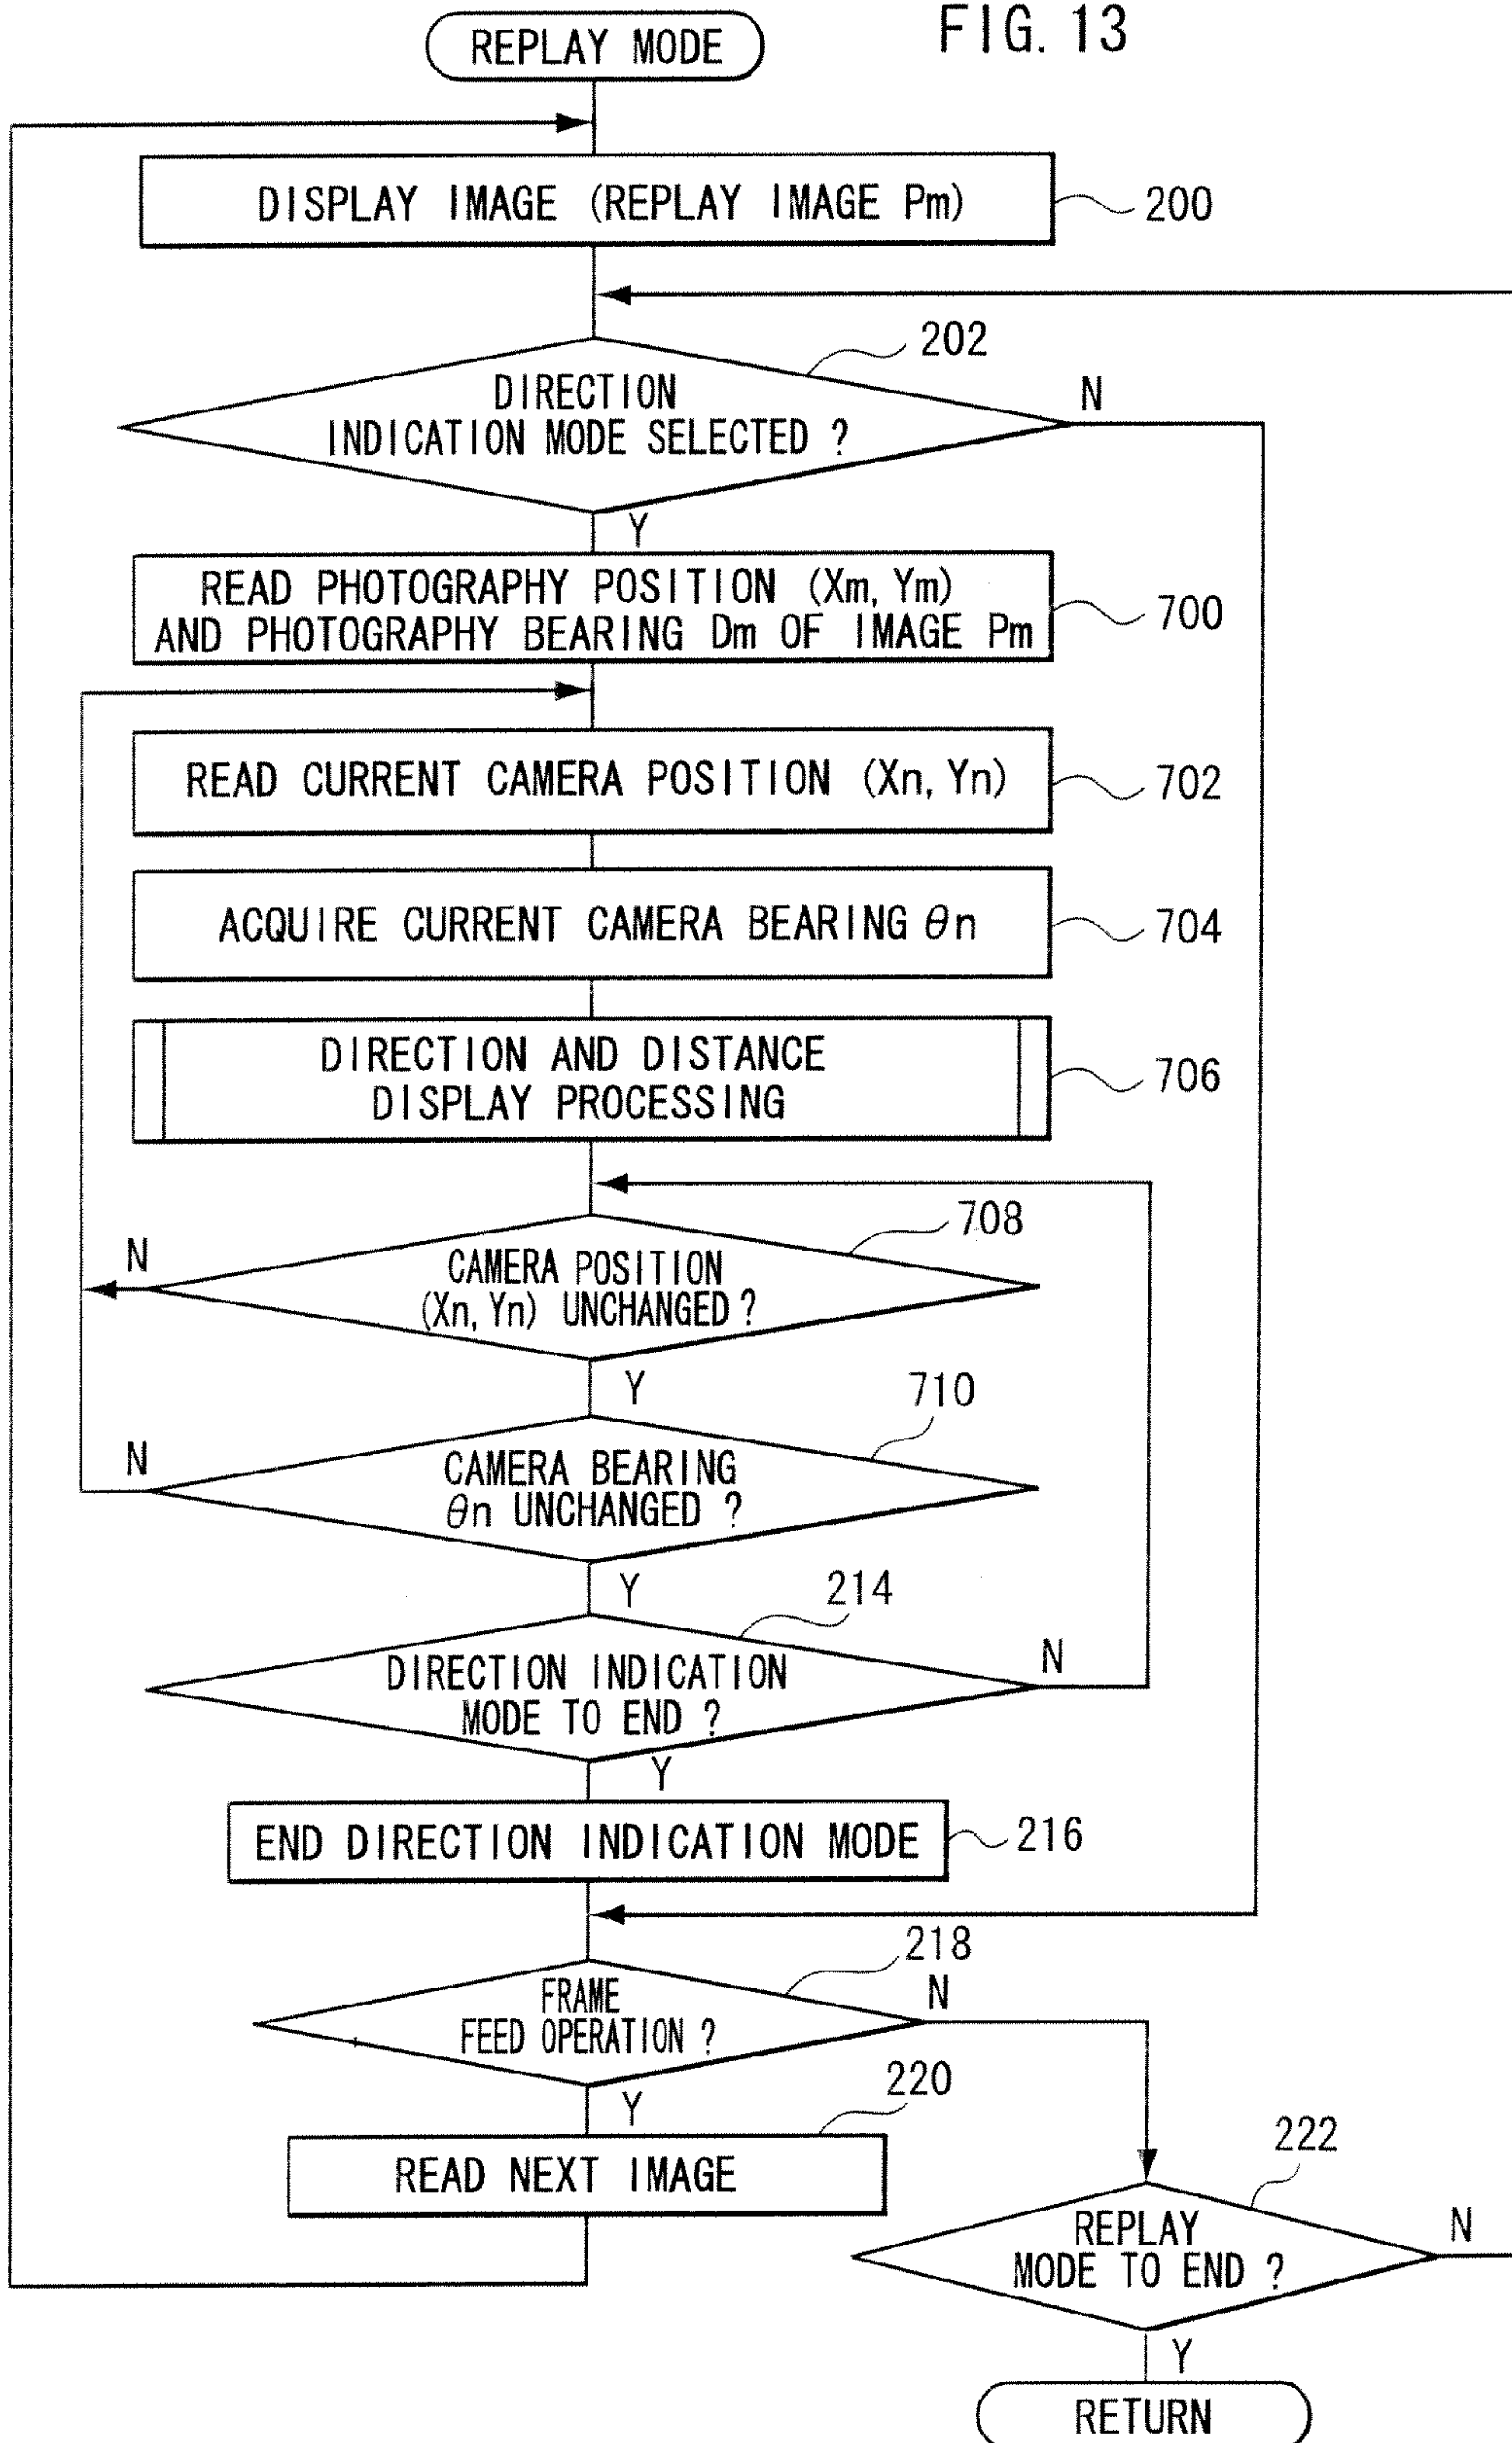 FIG. 13
REPLAY MODE
DISPLAY IMAGE (REPLAY IMAGE Pm)
200
202
DIRECTION
INDICATION MODE SELECTED ?
N
Y
READ PHOTOGRAPHY POSITION (Xm, Ym)
AND PHOTOGRAPHY BEARING Dm OF IMAGE Pm
700
READ CURRENT CAMERA POSITION (Xn, Yn)
702
ACQUIRE CURRENT CAMERA BEARING θn
704
DIRECTION AND DISTANCE
DISPLAY PROCESSING
706
708
N
CAMERA POSITION
(Xn, Yn) UNCHANGED ?
Y
710
N
CAMERA BEARING
θn UNCHANGED ?
Y
214
DIRECTION INDICATION
MODE TO END ?
N
Y
END DIRECTION INDICATION MODE
216
218
FRAME
FEED OPERATION ?
N
Y
220
READ NEXT IMAGE
222
REPLAY
MODE TO END ?
N
Y
RETURN